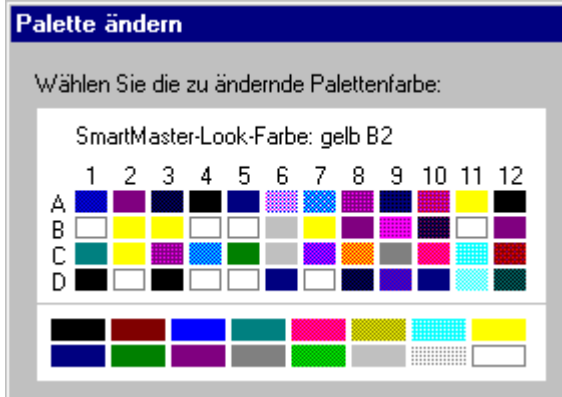 Palette ändern
Wählen Sie die zu ändernde Palettenfarbe:
SmartMaster-Look-Farbe: gelb B2
1 2 3 4 5 6 7 8 9 10 11 12
A
B
C
D